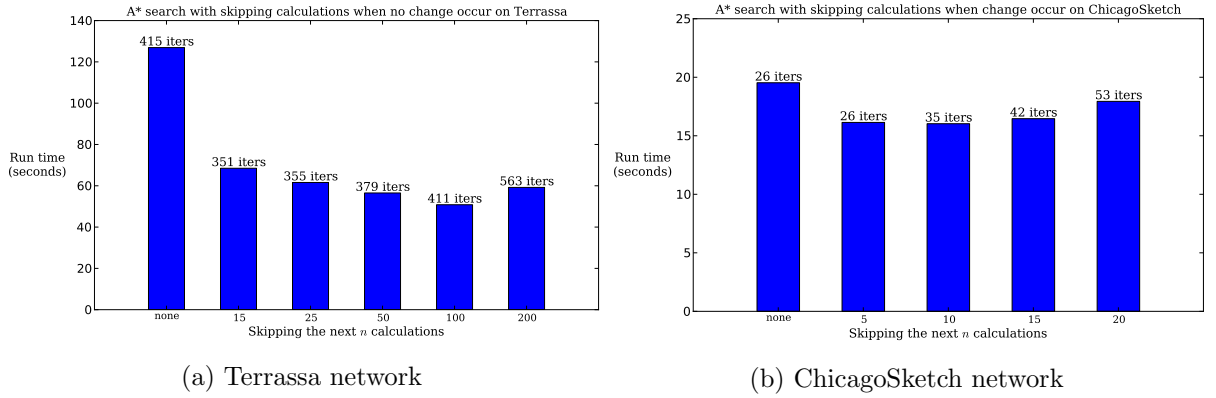 A* search with skipping calculations when no change occur on Terrassa
140
120
100
80
60
40
20
0
Run time
(seconds)
415 iters
351 iters
355 iters
379 iters
411 iters
563 iters
none
15
25
50
100
200
Skipping the next n calculations
(a) Terrassa network
A* search with skipping calculations when change occur on ChicagoSketch
25
20
15
10
5
0
Run time
(seconds)
26 iters
26 iters
35 iters
42 iters
53 iters
none
5
10
15
20
Skipping the next n calculations
(b) ChicagoSketch network